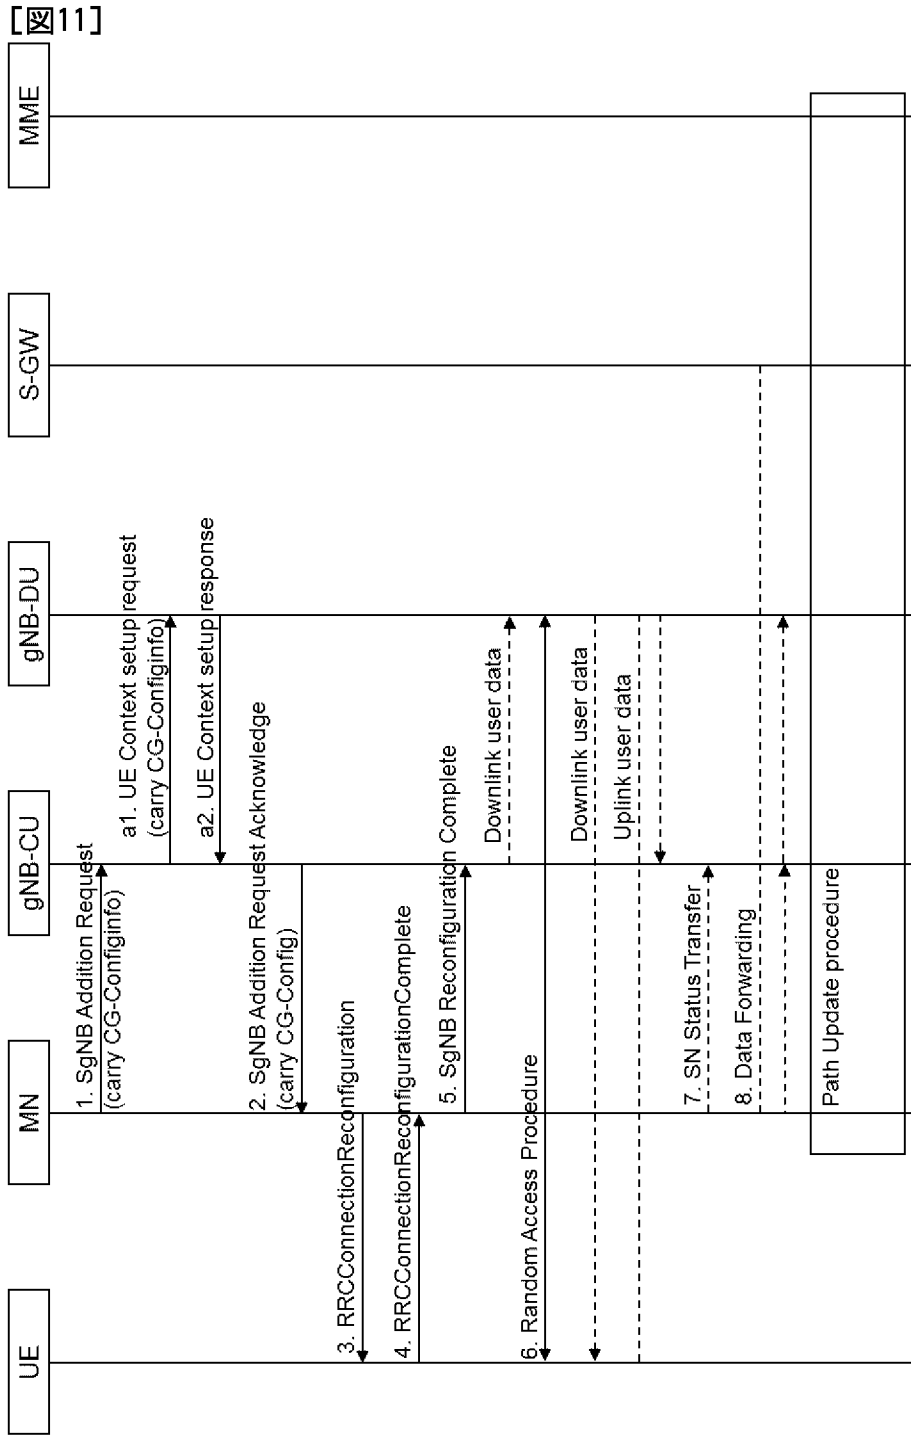 [図11]
UE
MN
gNB-CU
gNB-DU
S-GW
MME
1. SgNB Addition Request
(carry CG-Configinfo)
a1. UE Context setup request
(carry CG-Configinfo)
a2. UE Context setup response
2. SgNB Addition Request Acknowledge
(carry CG-Config)
3. RRCConnectionReconfiguration
4. RRCConnectionReconfigurationComplete
5. SgNB Reconfiguration Complete
Downlink user data
6. Random Access Procedure
Downlink user data
Uplink user data
7. SN Status Transfer
8. Data Forwarding
Path Update procedure